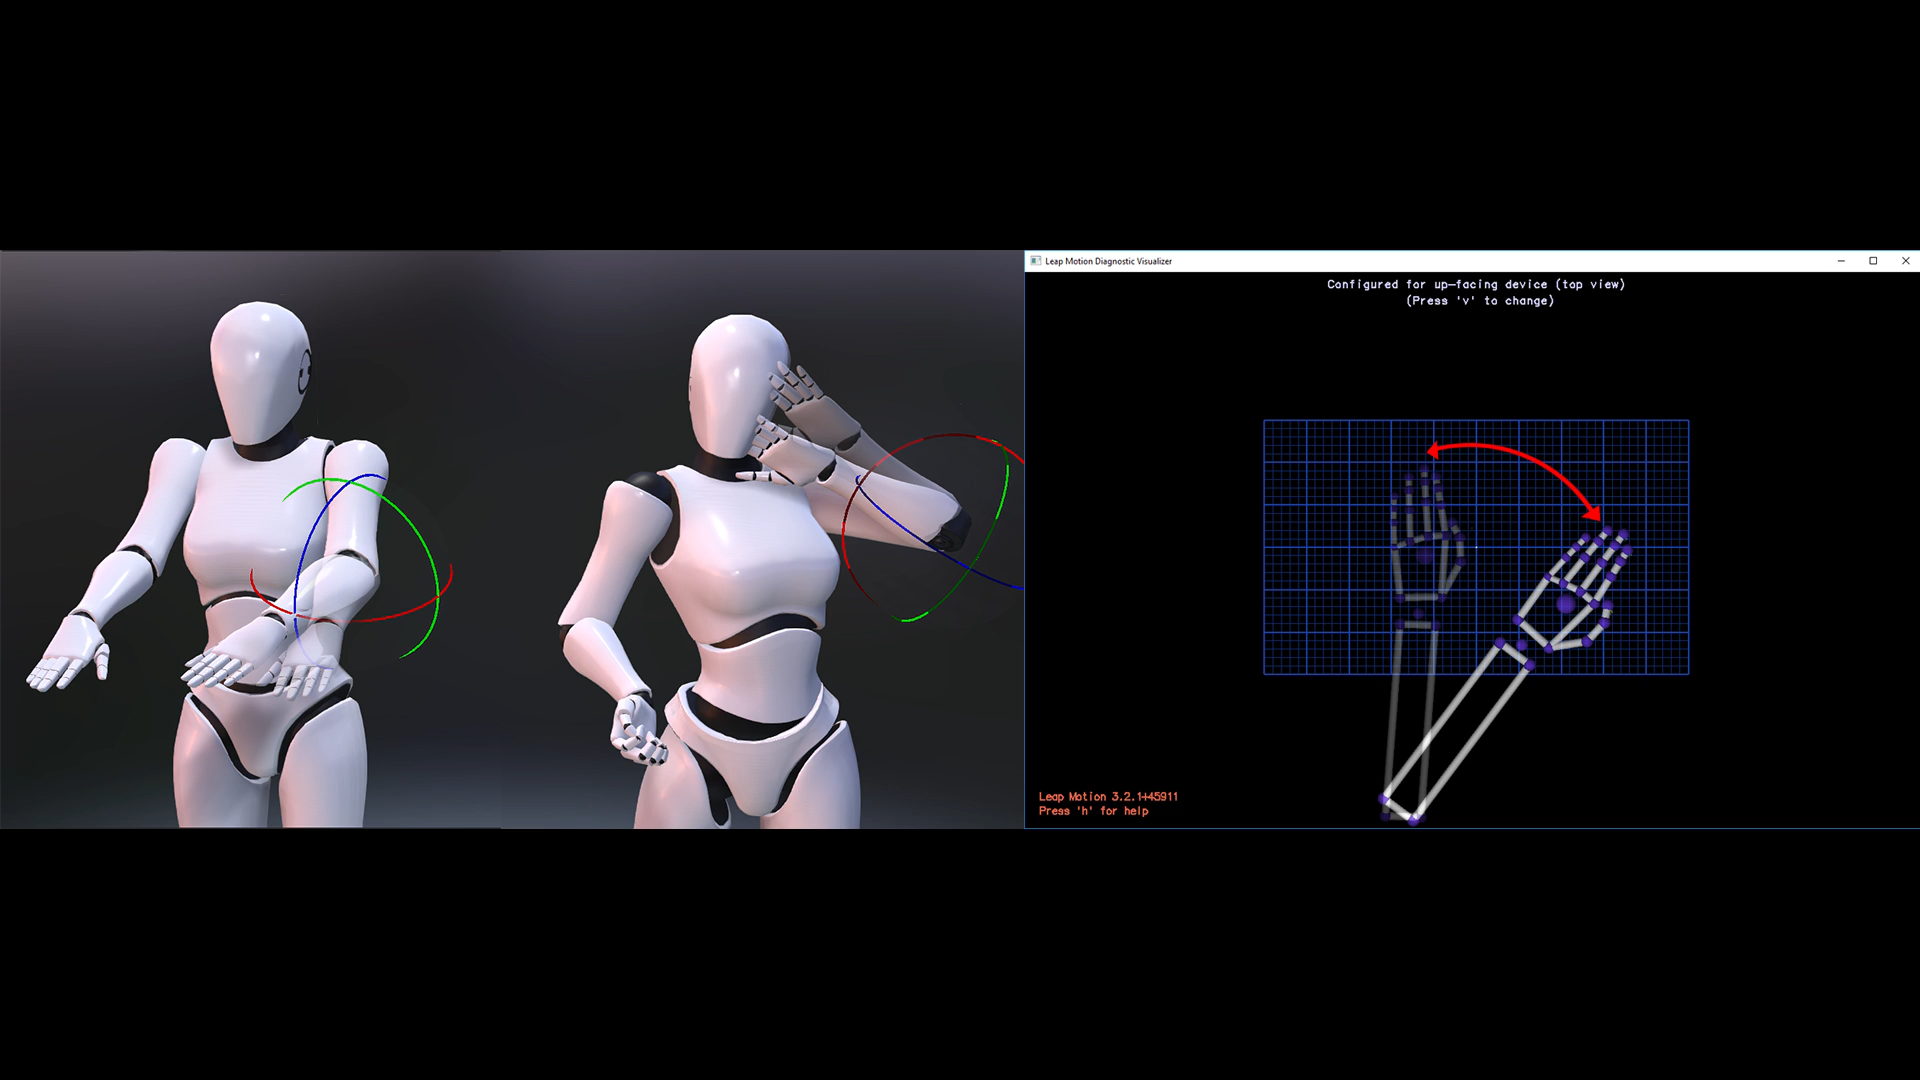 Leap Motion Diagnostic Visualizer
Configured for up-facing device (top view)
(Press 'v' to change)
Leap Motion 3.2.1+45911
Press 'h' for help